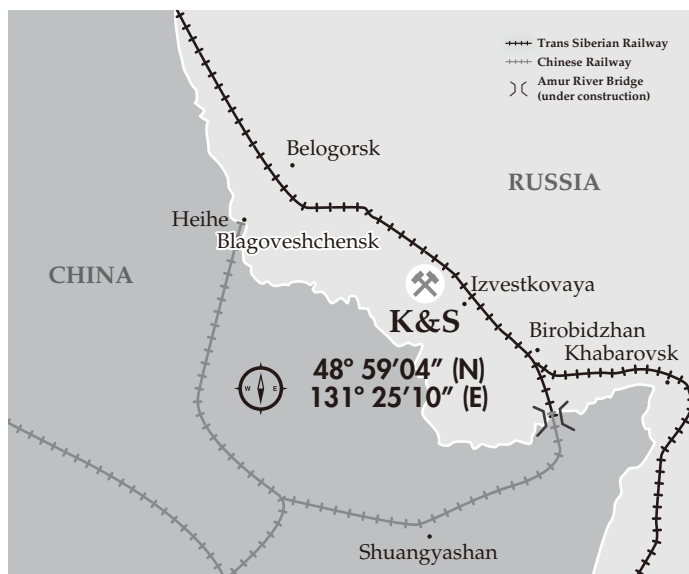 Trans Siberian Railway
Chinese Railway
Amur River Bridge
(under construction)
Belogorsk
RUSSIA
Heihe
Blagoveshchensk
CHINA
Izvestkovaya
K&S
Birobidzhan
48° 59’04” (N)
Khabarovsk
131° 25’10” (E)
W E
Shuangyashan